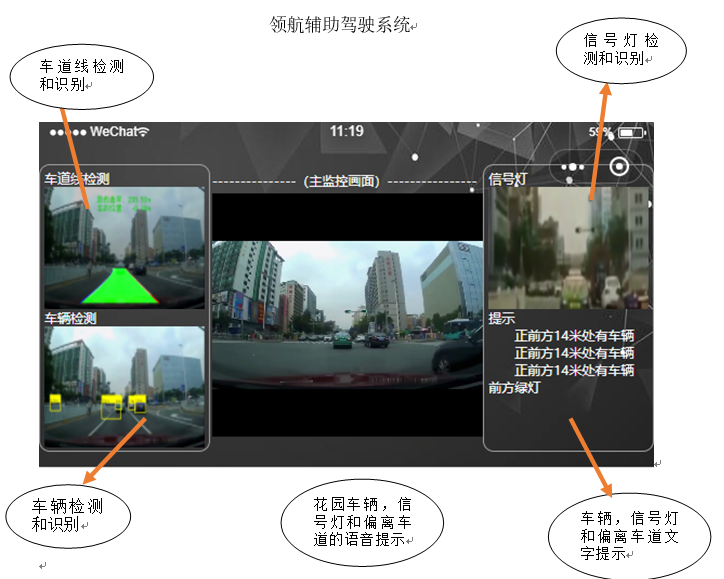 领航辅助驾驶系统
车道线检测
和识别
信号灯检
测和识别
WeChat
11:19
59%
车道线检测
(主监控画面)
信号灯
车辆检测
提示
正前方14米处有车辆
正前方14米处有车辆
正前方14米处有车辆
前方绿灯
车辆检测
和识别
花园车辆，信
号灯和偏离车
道的语音提示
车辆，信号灯
和偏离车道文
字提示